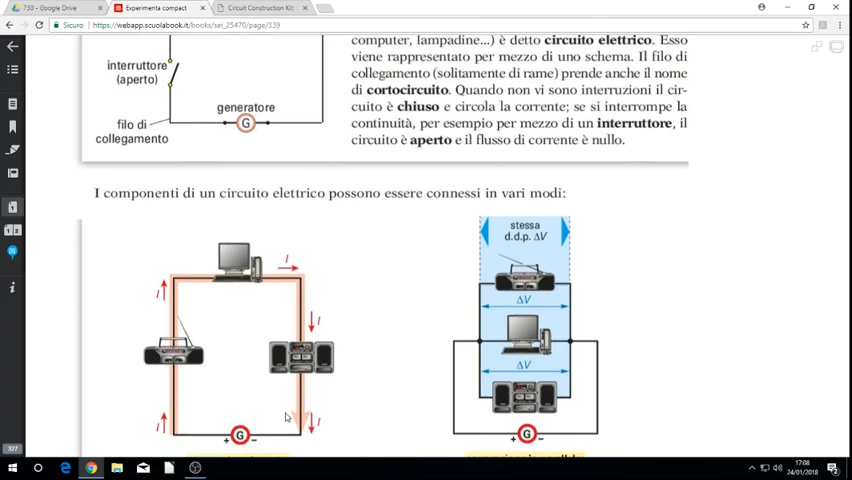 750 - Google Drive
Experimenta compact
Circuit Construction Kit:
Sicuro
https://webapp.scuolabook.it/books/sei_25470/page/339
computer, lampadine...) è detto circuito elettrico. Esso
viene rappresentato per mezzo di uno schema. Il filo di
collegamento (solitamente di rame) prende anche il nome
di cortocircuito. Quando non vi sono interruzioni il cir-
cuito è chiuso e circola la corrente; se si interrompe la
continuità, per esempio per mezzo di un interruttore, il
circuito è aperto e il flusso di corrente è nullo.
interruttore
(aperto)
generatore
G
filo di
collegamento
I componenti di un circuito elettrico possono essere connessi in vari modi:
I
I
I
I
I
+ G −
stessa
d.d.p. ΔV
ΔV
ΔV
+ G −
327
17:08
24/01/2018